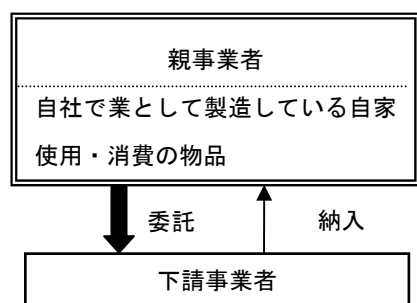 親事業者
自社で業として製造している自家
使用・消費の物品
委託
納入
下請事業者